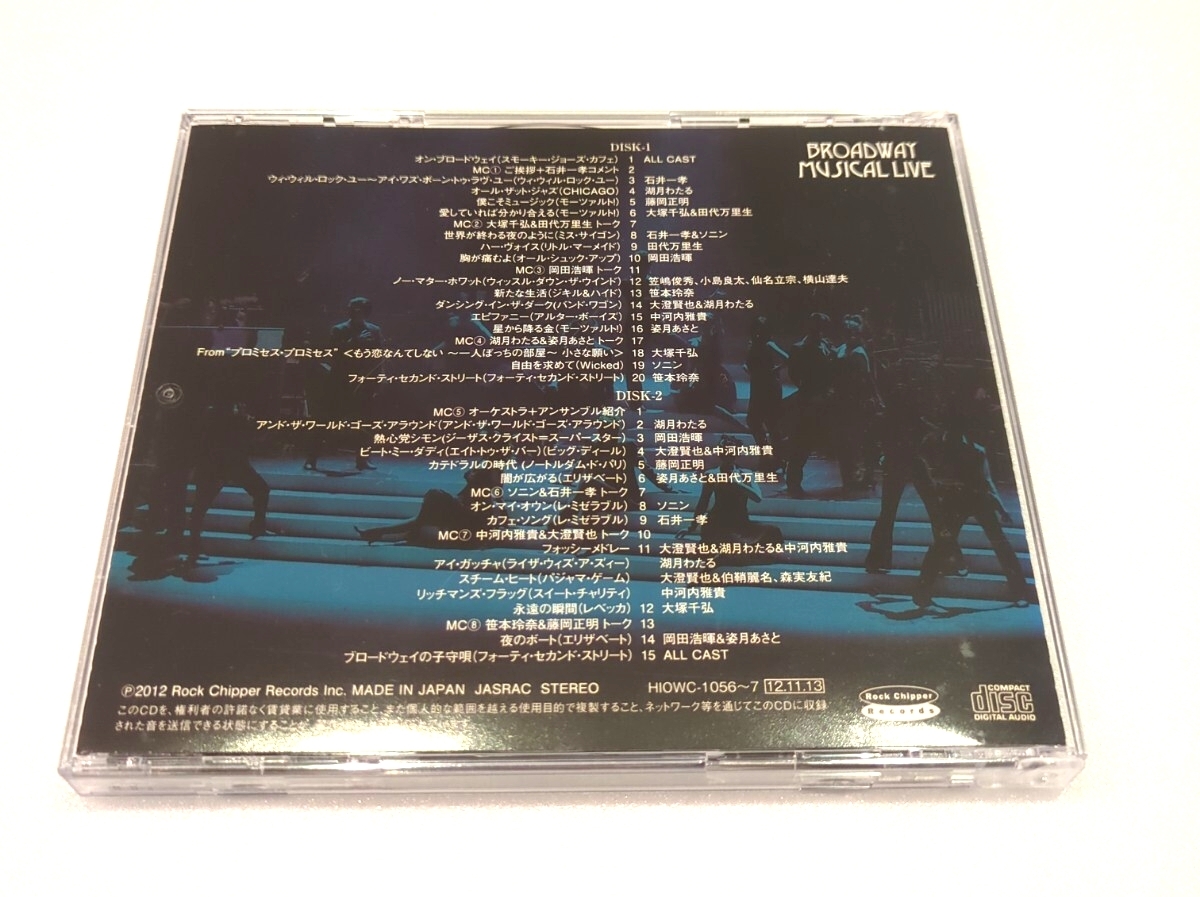 BROADWAY
MUSICAL LIVE
DISK-1
オン・ブロードウェイ(スモーキー・ジョーズ・カフェ) 1 ALL CAST
MC① ご挨拶+石井一孝コメント 2
ウィ・ウィル・ロック・ユー～アイ・ワズ・ボーン・トゥ・ラヴ・ユー(ウィ・ウィル・ロック・ユー) 3 石井一孝
オール・ザット・ジャズ(CHICAGO) 4 湖月わたる
僕こそミュージック(モーツァルト) 5 藤岡正明
愛していれば分かり合える(モーツァルト) 6 大塚千弘&田代万里生
MC② 大塚千弘&田代万里生トーク 7
世界が終わる夜のように(ミス・サイゴン) 8 石井一孝&ソニン
ハー・ヴォイス(リトル・マーメイド) 9 田代万里生
胸が痛むよ(オール・シュック・アップ) 10 岡田浩暉
MC③ 岡田浩暉トーク 11
ノー・マター・ホワット(ウィッスル・ダウン・ザ・ウインド) 12 笠嶋俊秀、小島良太、仙名立宗、横山達夫
新たな生活(ジキル&ハイド) 13 笹本玲奈
ダンシング・イン・ザ・ダーク(バンド・ワゴン) 14 大澄賢也&湖月わたる
エピファニー(アルター・ボーイズ) 15 中河内雅貴
星から降る金(モーツァルト) 16 姿月あさと
MC④ 湖月わたる&姿月あさとトーク 17
From“プロミセス・プロミセス”<もう恋なんてしない ～一人ぼっちの部屋～ 小さな願い> 18 大塚千弘
自由を求めて(Wicked) 19 ソニン
フォーティ・セカンド・ストリート(フォーティ・セカンド・ストリート) 20 笹本玲奈
DISK-2
MC⑤ オーケストラ+アンサンブル紹介 1
アンド・ザ・ワールド・ゴーズ・アラウンド(アンド・ザ・ワールド・ゴーズ・アラウンド) 2 湖月わたる
熱心党シモン(ジーザス・クライスト=スーパースター) 3 岡田浩暉
ビート・ミー・ダディ(エイト・トゥ・ザ・バー)(ビッグ・ディール) 4 大澄賢也&中河内雅貴
カテドラルの時代(ノートルダム・ド・パリ) 5 藤岡正明
闇が広がる(エリザベート) 6 姿月あさと&田代万里生
MC⑥ ソニン&石井一孝トーク 7
オン・マイ・オウン(レ・ミゼラブル) 8 ソニン
カフェ・ソング(レ・ミゼラブル) 9 石井一孝
MC⑦ 中河内雅貴&大澄賢也トーク 10
フォッシーメドレー 11 大澄賢也&湖月わたる&中河内雅貴
アイ・ガッチャ(ライザ・ウィズ・ア・ズィー) 湖月わたる
スチーム・ヒート(パジャマ・ゲーム) 大澄賢也&伯鞘麗名、森実友紀
リッチマンズ・フラッグ(スイート・チャリティ) 中河内雅貴
永遠の瞬間(レベッカ) 12 大塚千弘
MC⑧ 笹本玲奈&藤岡正明トーク 13
夜のボート(エリザベート) 14 岡田浩暉&姿月あさと
ブロードウェイの子守唄(フォーティ・セカンド・ストリート) 15 ALL CAST
Ⓟ2012 Rock Chipper Records Inc. MADE IN JAPAN JASRAC STEREO HIOWC-1056～7 12.11.13
Rock Chipper
Records
COMPACT
disc
DIGITAL AUDIO
このCDを、権利者の許諾なく賃貸業に使用すること、また個人的な範囲を越える使用目的で複製すること、ネットワーク等を通じてこのCDに収録
された音を送信できる状態にすることが、